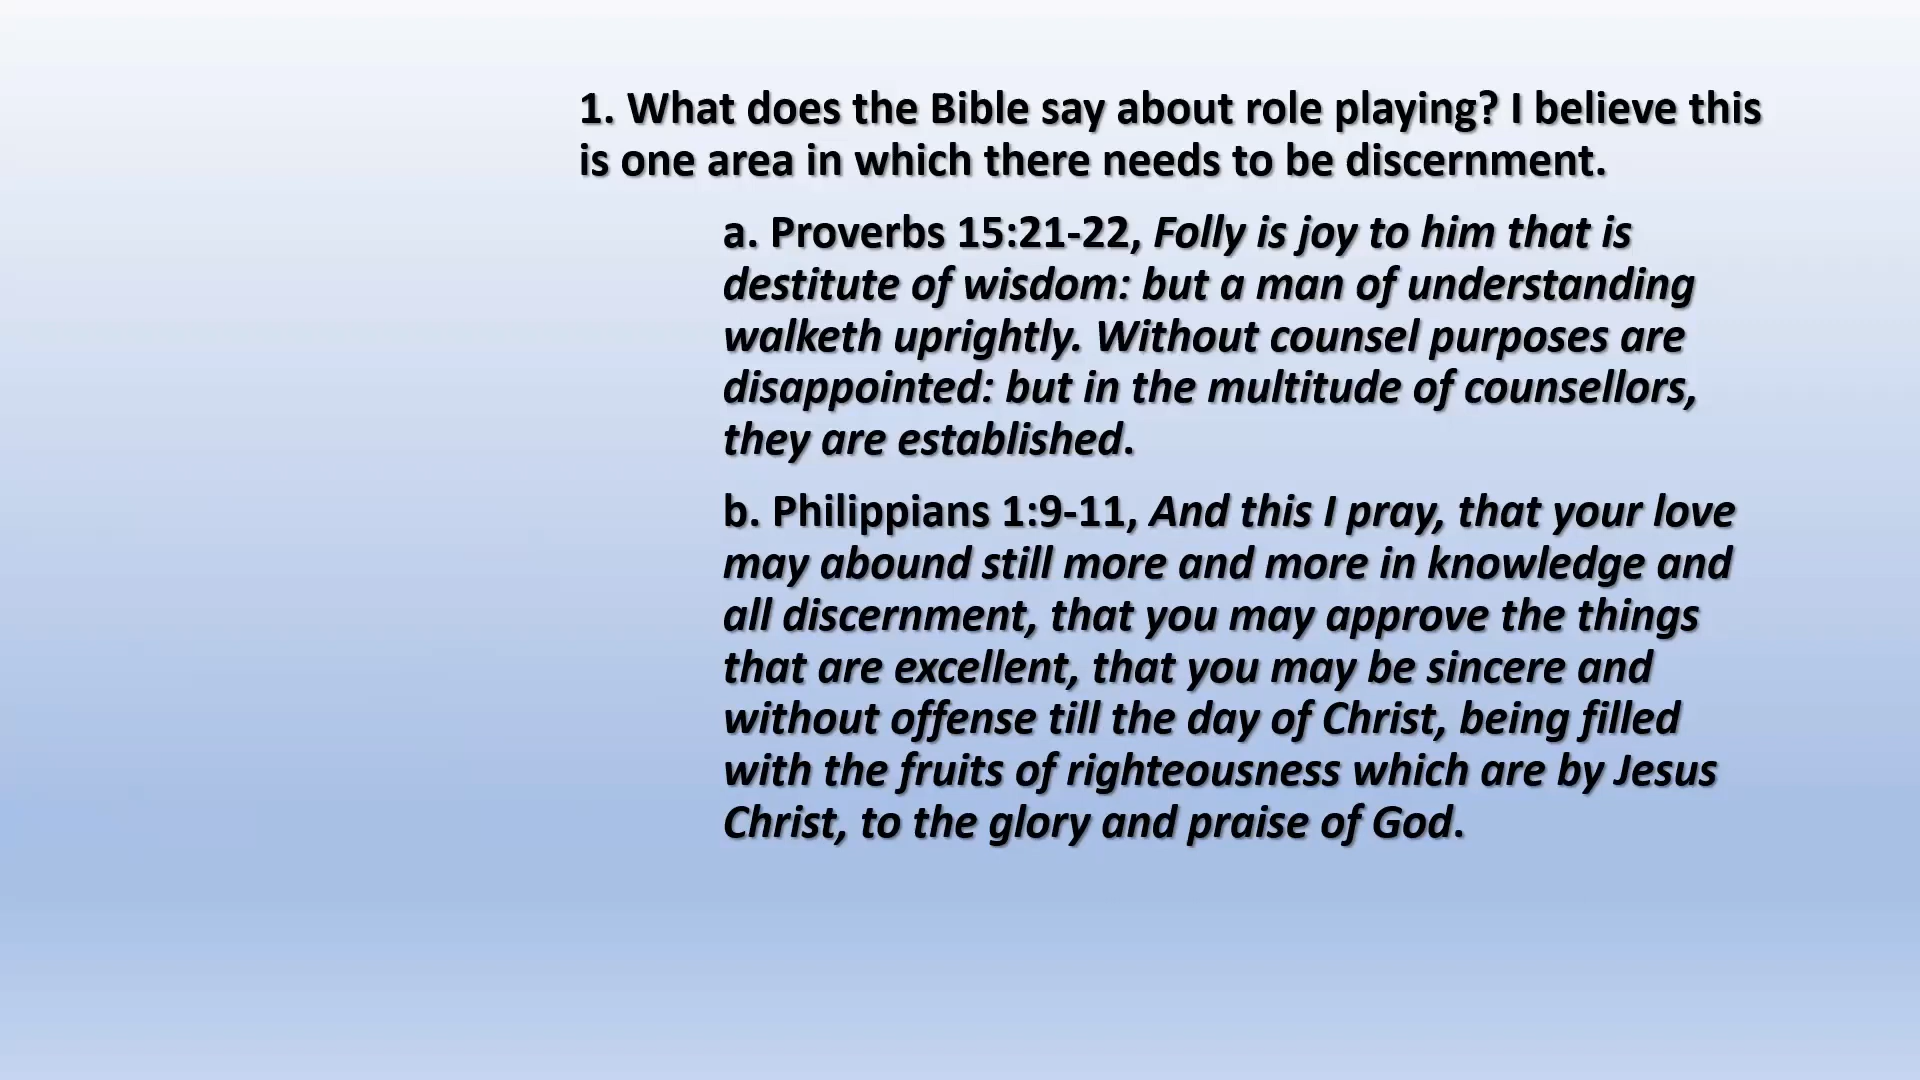 1. What does the Bible say about role playing? I believe this
is one area in which there needs to be discernment.
a. Proverbs 15:21-22, Folly is joy to him that is
destitute of wisdom: but a man of understanding
walketh uprightly. Without counsel purposes are
disappointed: but in the multitude of counsellors,
they are established.
b. Philippians 1:9-11, And this I pray, that your love
may abound still more and more in knowledge and
all discernment, that you may approve the things
that are excellent, that you may be sincere and
without offense till the day of Christ, being filled
with the fruits of righteousness which are by Jesus
Christ, to the glory and praise of God.